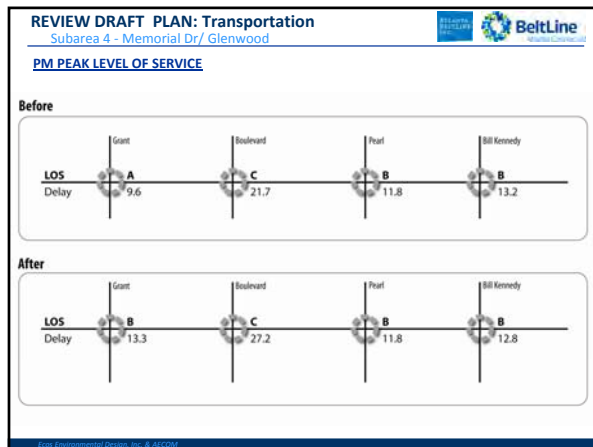 REVIEW DRAFT PLAN: Transportation
Subarea 4 - Memorial Dr/ Glenwood
BeltLine
PM PEAK LEVEL OF SERVICE
Before
Grant
Boulevard
Pearl
Bill Kennedy
LOS A C B B
Delay 9.6 21.7 11.8 13.2
After
Grant
Boulevard
Pearl
Bill Kennedy
LOS B C B B
Delay 13.3 27.2 11.8 12.8
Ecos Environmental Design, Inc. & AECOM